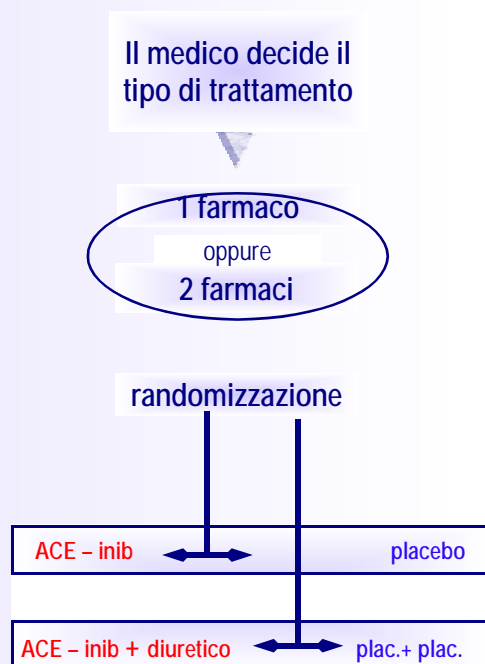 Il medico decide il
tipo di trattamento
1 farmaco
oppure
2 farmaci
randomizzazione
ACE – inib placebo
ACE – inib + diuretico plac.+ plac.